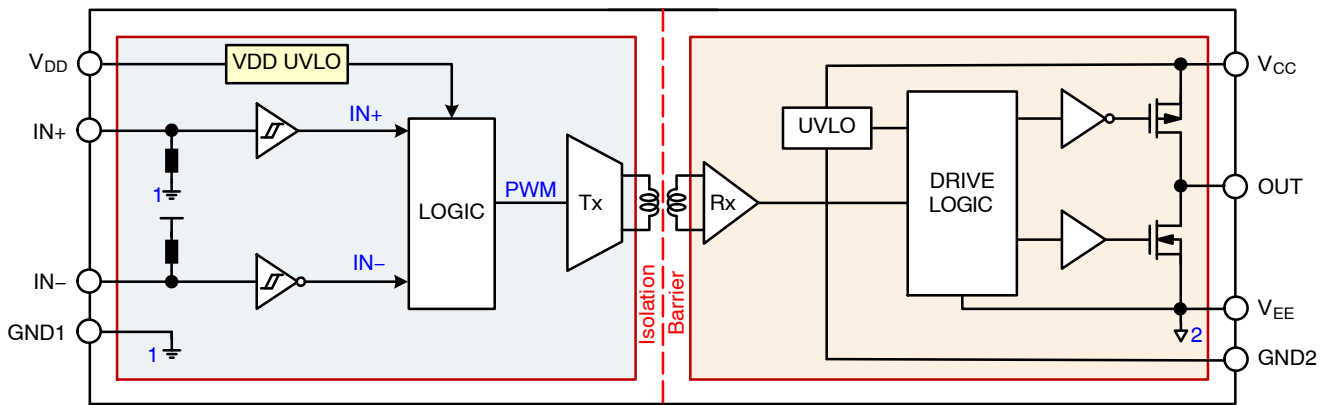 VDD
VDD UVLO
VCC
IN+
IN+
UVLO
1
PWM
Tx
Rx
DRIVE
LOGIC
OUT
LOGIC
IN−
IN−
Isolation
Barrier
VEE
GND1
1
2
GND2